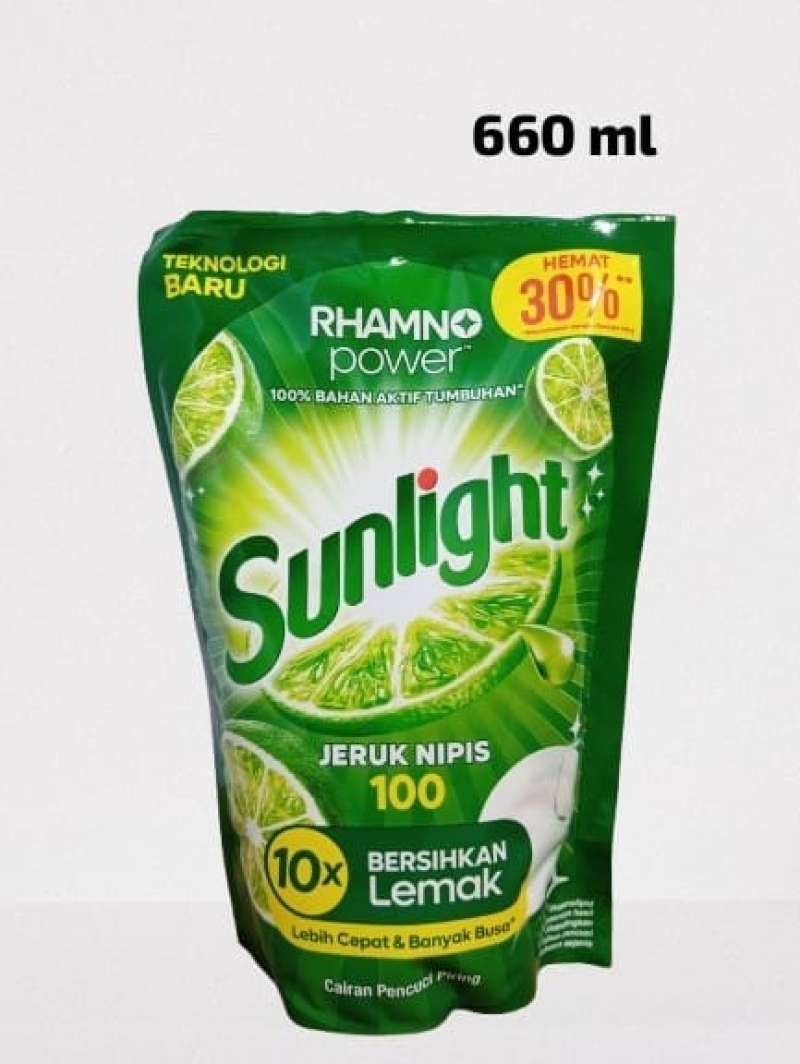 660 ml
TEKNOLOGI
BARU
HEMAT
30%**
RHAMNO
power™
100% BAHAN AKTIF TUMBUHAN*
Sunlight
JERUK NIPIS
100
10x
BERSIHKAN
Lemak
Lebih Cepat & Banyak Busa*
Cairan Pencuci Piring